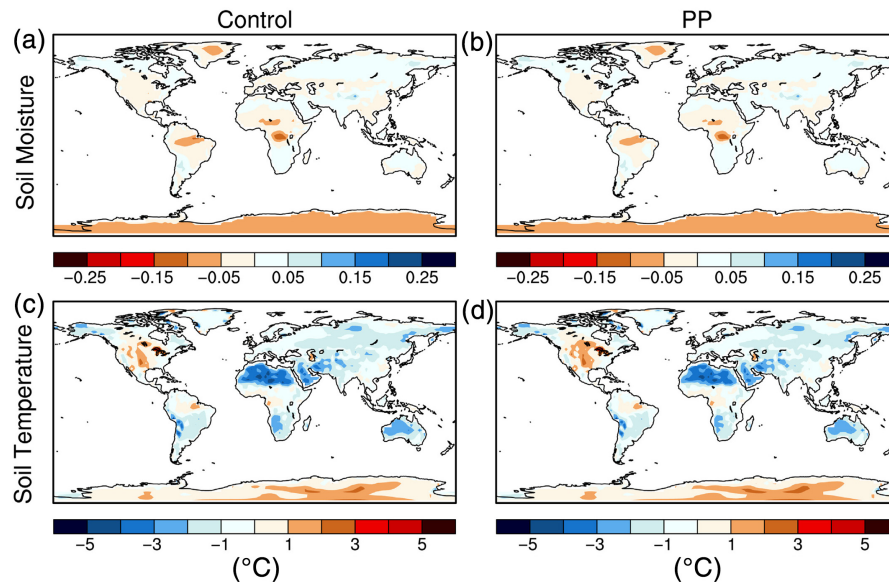 Control
PP
(a)
(b)
Soil Moisture
−0.25 −0.15 −0.05 0.05 0.15 0.25
−0.25 −0.15 −0.05 0.05 0.15 0.25
(c)
(d)
Soil Temperature
−5 −3 −1 1 3 5
−5 −3 −1 1 3 5
(°C)
(°C)